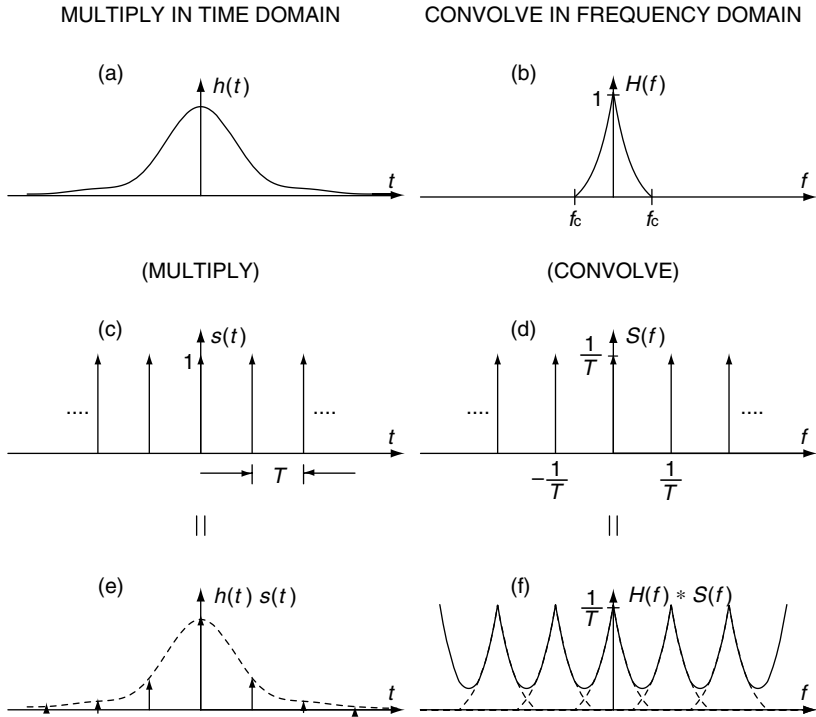 MULTIPLY IN TIME DOMAIN
CONVOLVE IN FREQUENCY DOMAIN
(a)
h(t)
t
(b)
H(f)
1
fc
fc
f
(MULTIPLY)
(CONVOLVE)
(c)
s(t)
1
....
....
t
T
(d)
S(f)
1/T
....
....
f
-1/T
1/T
||
||
(e)
h(t) s(t)
t
(f)
1/T
H(f) * S(f)
f